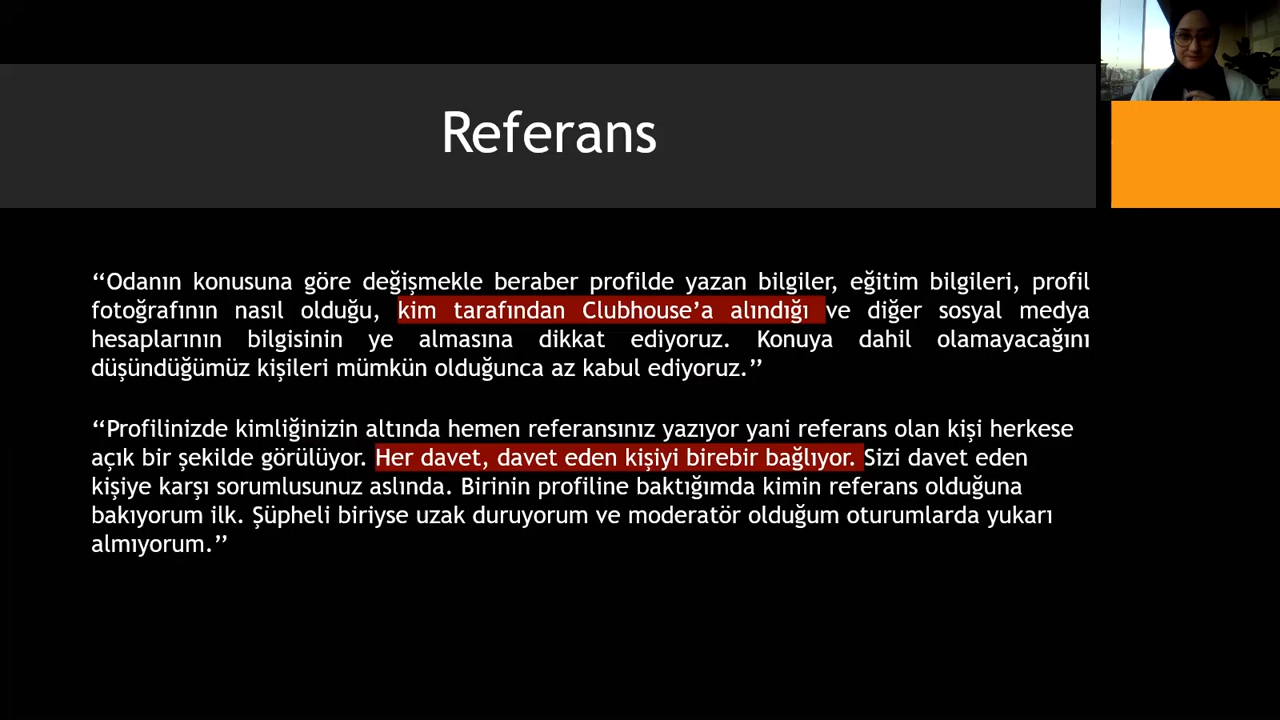 Referans
‘‘Odanın konusuna göre değişmekle beraber profilde yazan bilgiler, eğitim bilgileri, profil
fotoğrafının nasıl olduğu, kim tarafından Clubhouse’a alındığı ve diğer sosyal medya
hesaplarının bilgisinin ye almasına dikkat ediyoruz. Konuya dahil olamayacağını
düşündüğümüz kişileri mümkün olduğunca az kabul ediyoruz.’’
‘‘Profilinizde kimliğinizin altında hemen referansınız yazıyor yani referans olan kişi herkese
açık bir şekilde görülüyor. Her davet, davet eden kişiyi birebir bağlıyor. Sizi davet eden
kişiye karşı sorumlusunuz aslında. Birinin profiline baktığımda kimin referans olduğuna
bakıyorum ilk. Şüpheli biriyse uzak duruyorum ve moderatör olduğum oturumlarda yukarı
almıyorum.’’